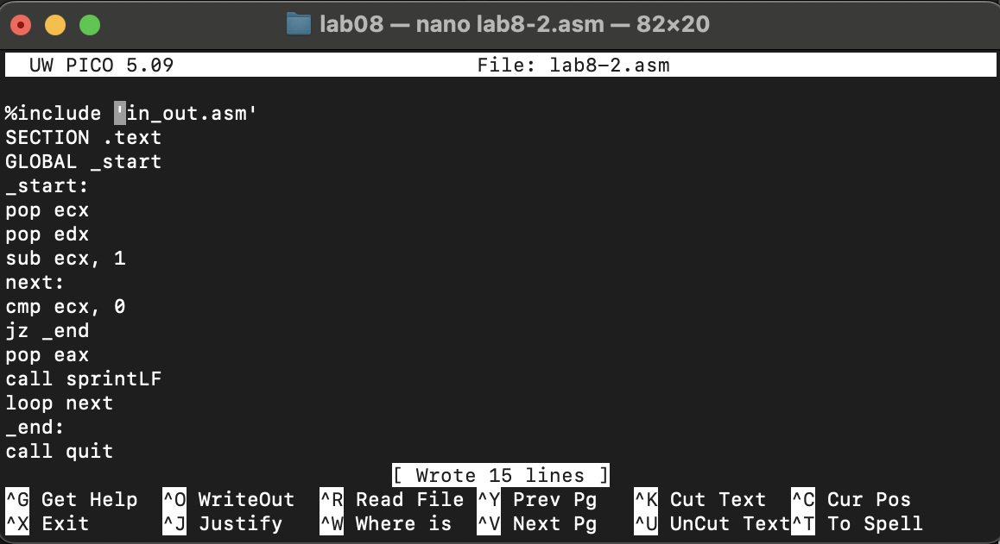 lab08 — nano lab8-2.asm — 82×20
UW PICO 5.09 File: lab8-2.asm
%include 'in_out.asm'
SECTION .text
GLOBAL _start
_start:
pop ecx
pop edx
sub ecx, 1
next:
cmp ecx, 0
jz _end
pop eax
call sprintLF
loop next
_end:
call quit
[ Wrote 15 lines ]
^G Get Help ^O WriteOut ^R Read File ^Y Prev Pg ^K Cut Text ^C Cur Pos
^X Exit ^J Justify ^W Where is ^V Next Pg ^U UnCut Text^T To Spell